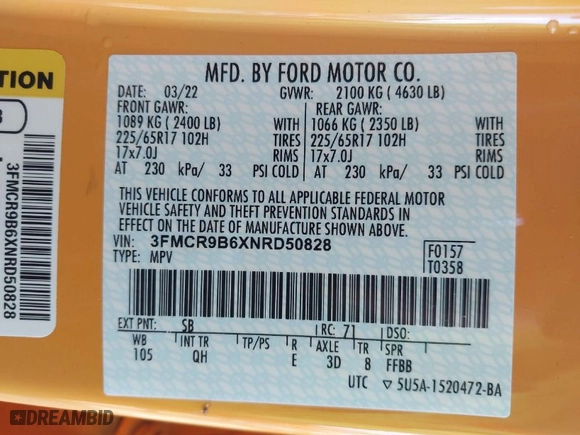 TION
3
3FMCR9B6XNRD50828
MFD. BY FORD MOTOR CO.
DATE: 03/22 GVWR: 2100 KG ( 4630 LB)
FRONT GAWR: REAR GAWR:
1089 KG ( 2400 LB) WITH 1066 KG ( 2350 LB) WITH
225/65R17 102H TIRES 225/65R17 102H TIRES
17x7.0J RIMS 17x7.0J RIMS
AT 230 kPa/ 33 PSI COLD AT 230 kPa/ 33 PSI COLD
THIS VEHICLE CONFORMS TO ALL APPLICABLE FEDERAL MOTOR
VEHICLE SAFETY AND THEFT PREVENTION STANDARDS IN
EFFECT ON THE DATE OF MANUFACTURE SHOWN ABOVE.
VIN: 3FMCR9B6XNRD50828
TYPE: MPV
F0157
T0358
EXT PNT: SB RC: 71 DSO:
WB INT TR TP/PS R AXLE TR SPR
105 QH E 3D 8 FFBB
UTC ▽ 5U5A-1520472-BA
DREAMBID